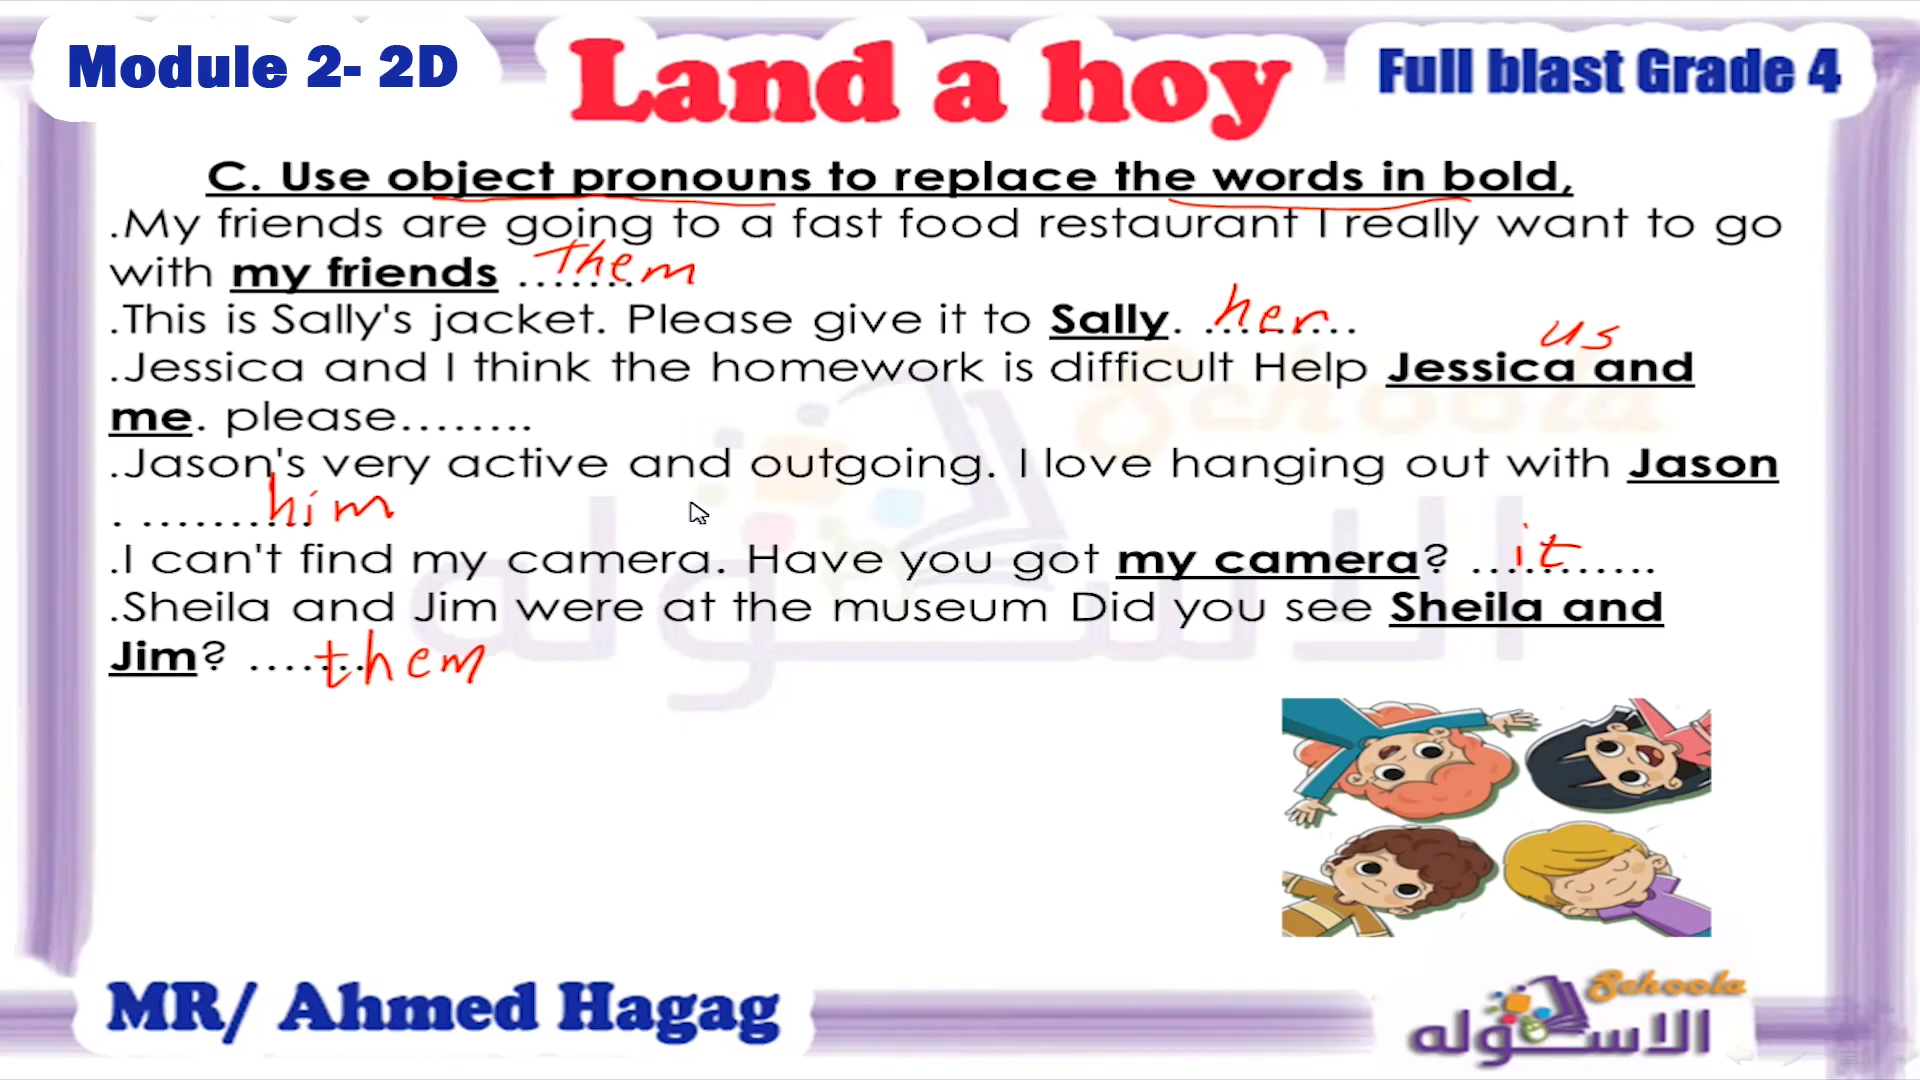 Module 2- 2D
Land a hoy
Full blast Grade 4
C. Use object pronouns to replace the words in bold,
.My friends are going to a fast food restaurant I really want to go
with my friends ....... them
.This is Sally's jacket. Please give it to Sally. .......... her
us
.Jessica and I think the homework is difficult Help Jessica and
me. please........
.Jason's very active and outgoing. I love hanging out with Jason
. ........... him
.I can't find my camera. Have you got my camera? ............ it
.Sheila and Jim were at the museum Did you see Sheila and
Jim? ....... them
MR/ Ahmed Hagag
Schoola
الاسكوله